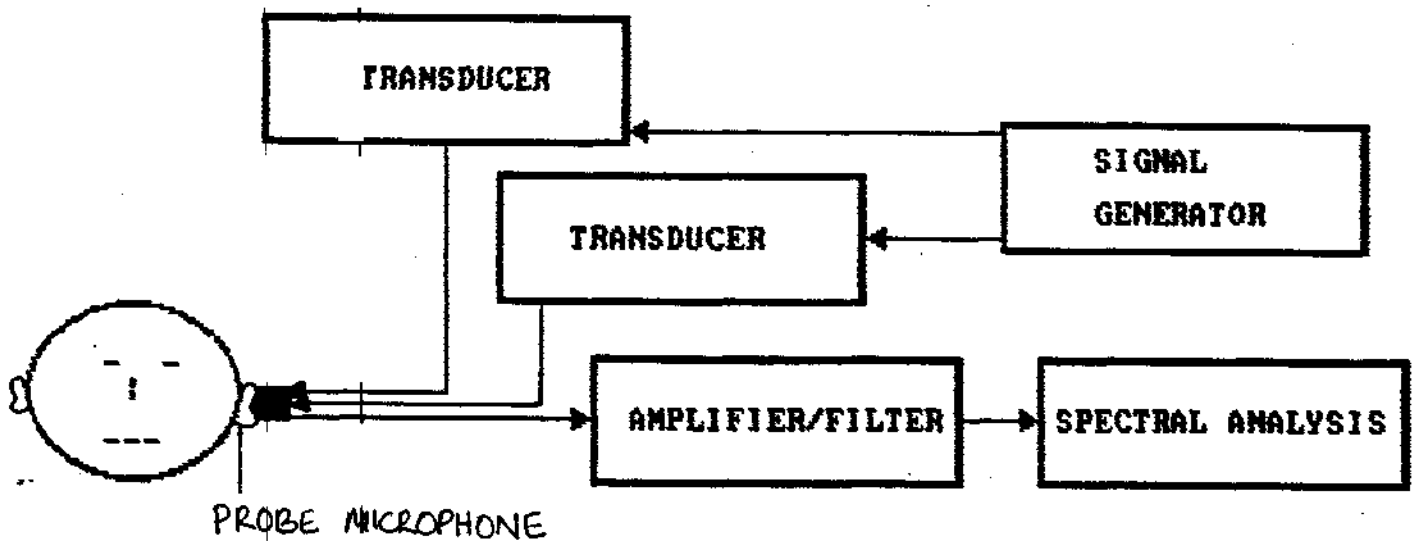 TRANSDUCER
SIGNAL
GENERATOR
TRANSDUCER
AMPLIFIER/FILTER
SPECTRAL ANALYSIS
PROBE MICROPHONE